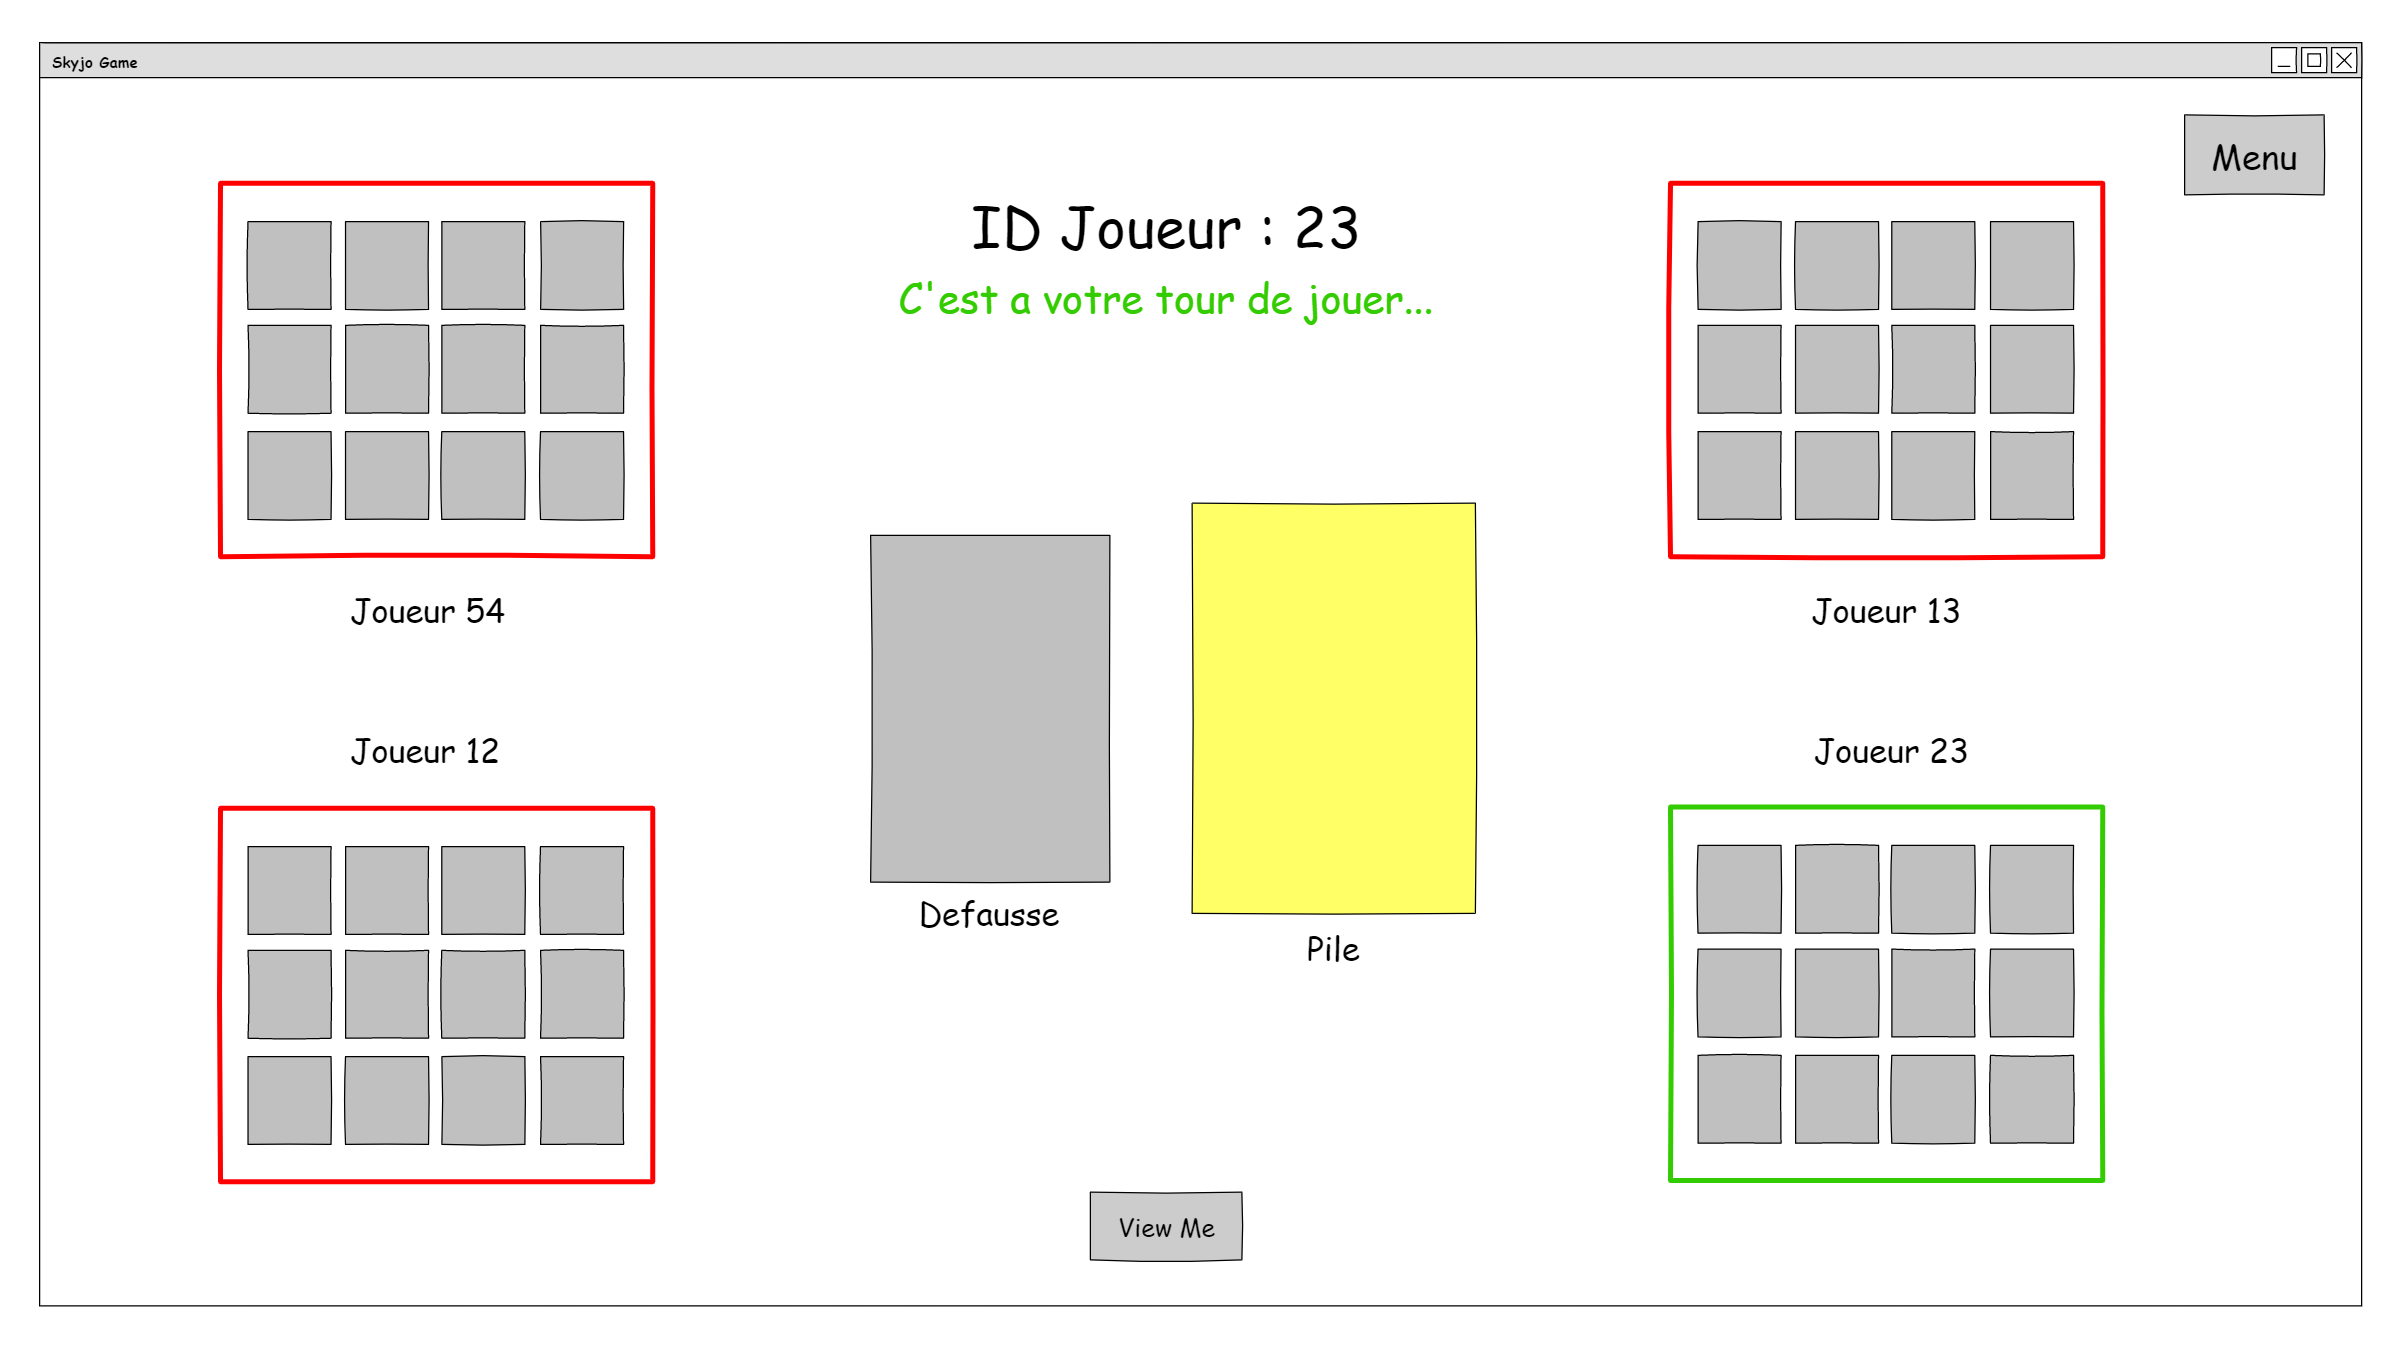 Skyjo Game
Menu
ID Joueur : 23
C'est a votre tour de jouer...
Joueur 54
Joueur 13
Joueur 12
Joueur 23
Defausse
Pile
View Me